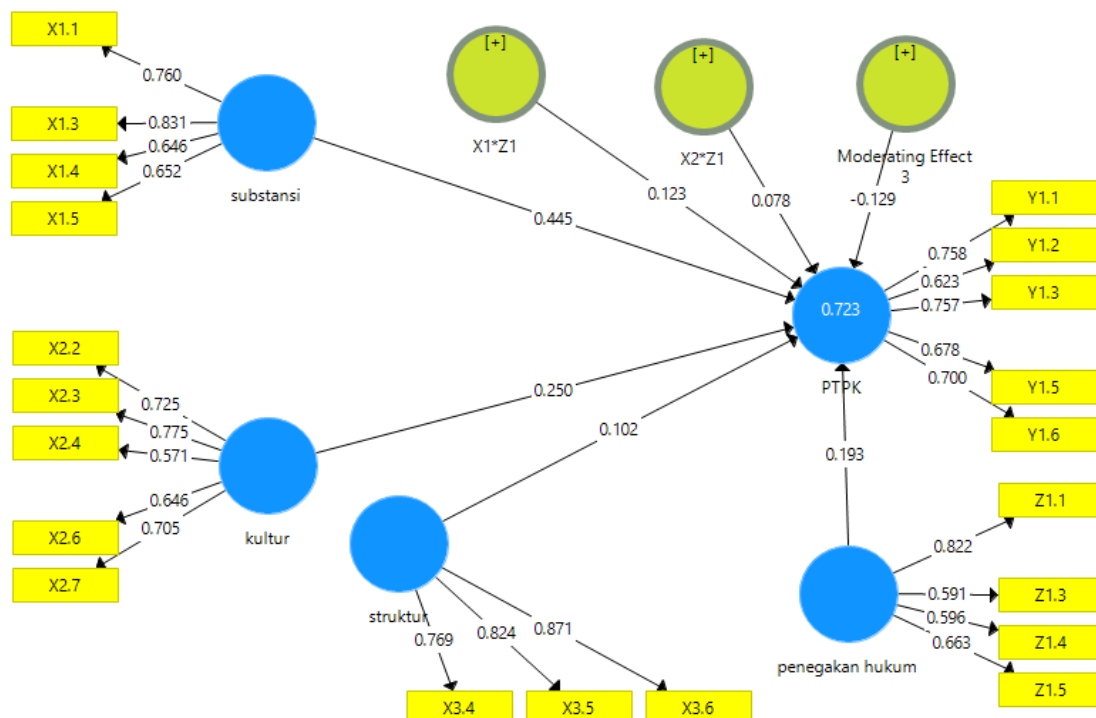 X1.1
0.760
X1.3
0.831
X1.4
0.646
X1.5
0.652
substansi
[+]
X1*Z1
[+]
X2*Z1
[+]
Moderating Effect
3
0.445
0.123
0.078
-0.129
Y1.1
0.758
Y1.2
0.623
Y1.3
0.757
0.723
0.678
Y1.5
0.700
PTPK
Y1.6
X2.2
0.725
X2.3
0.775
X2.4
0.571
0.646
X2.6
0.705
X2.7
kultur
0.250
0.102
0.193
struktur
0.769
0.824
0.871
X3.4
X3.5
X3.6
Z1.1
0.822
0.591
Z1.3
0.596
Z1.4
0.663
Z1.5
penegakan hukum